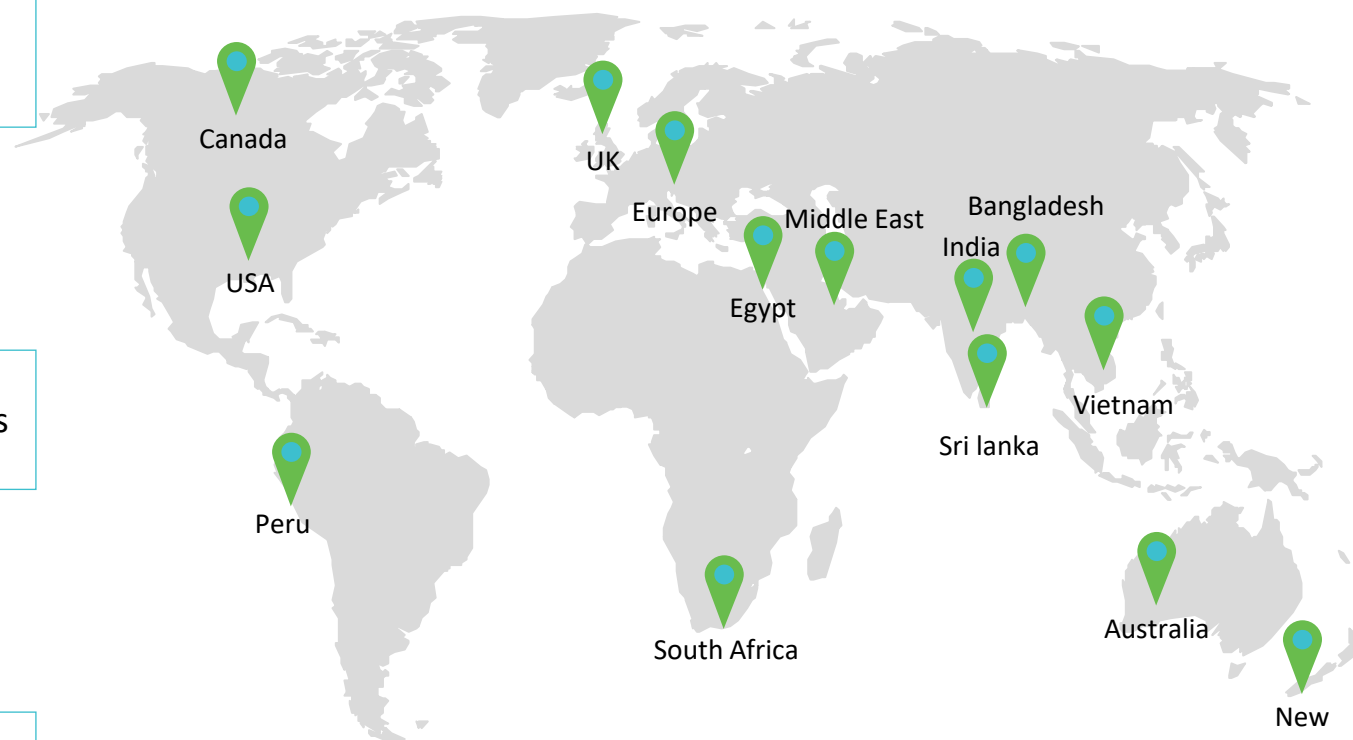 Canada
UK
Bangladesh
Europe
Middle East
India
USA
Egypt
Vietnam
s
Sri lanka
Peru
Australia
South Africa
New